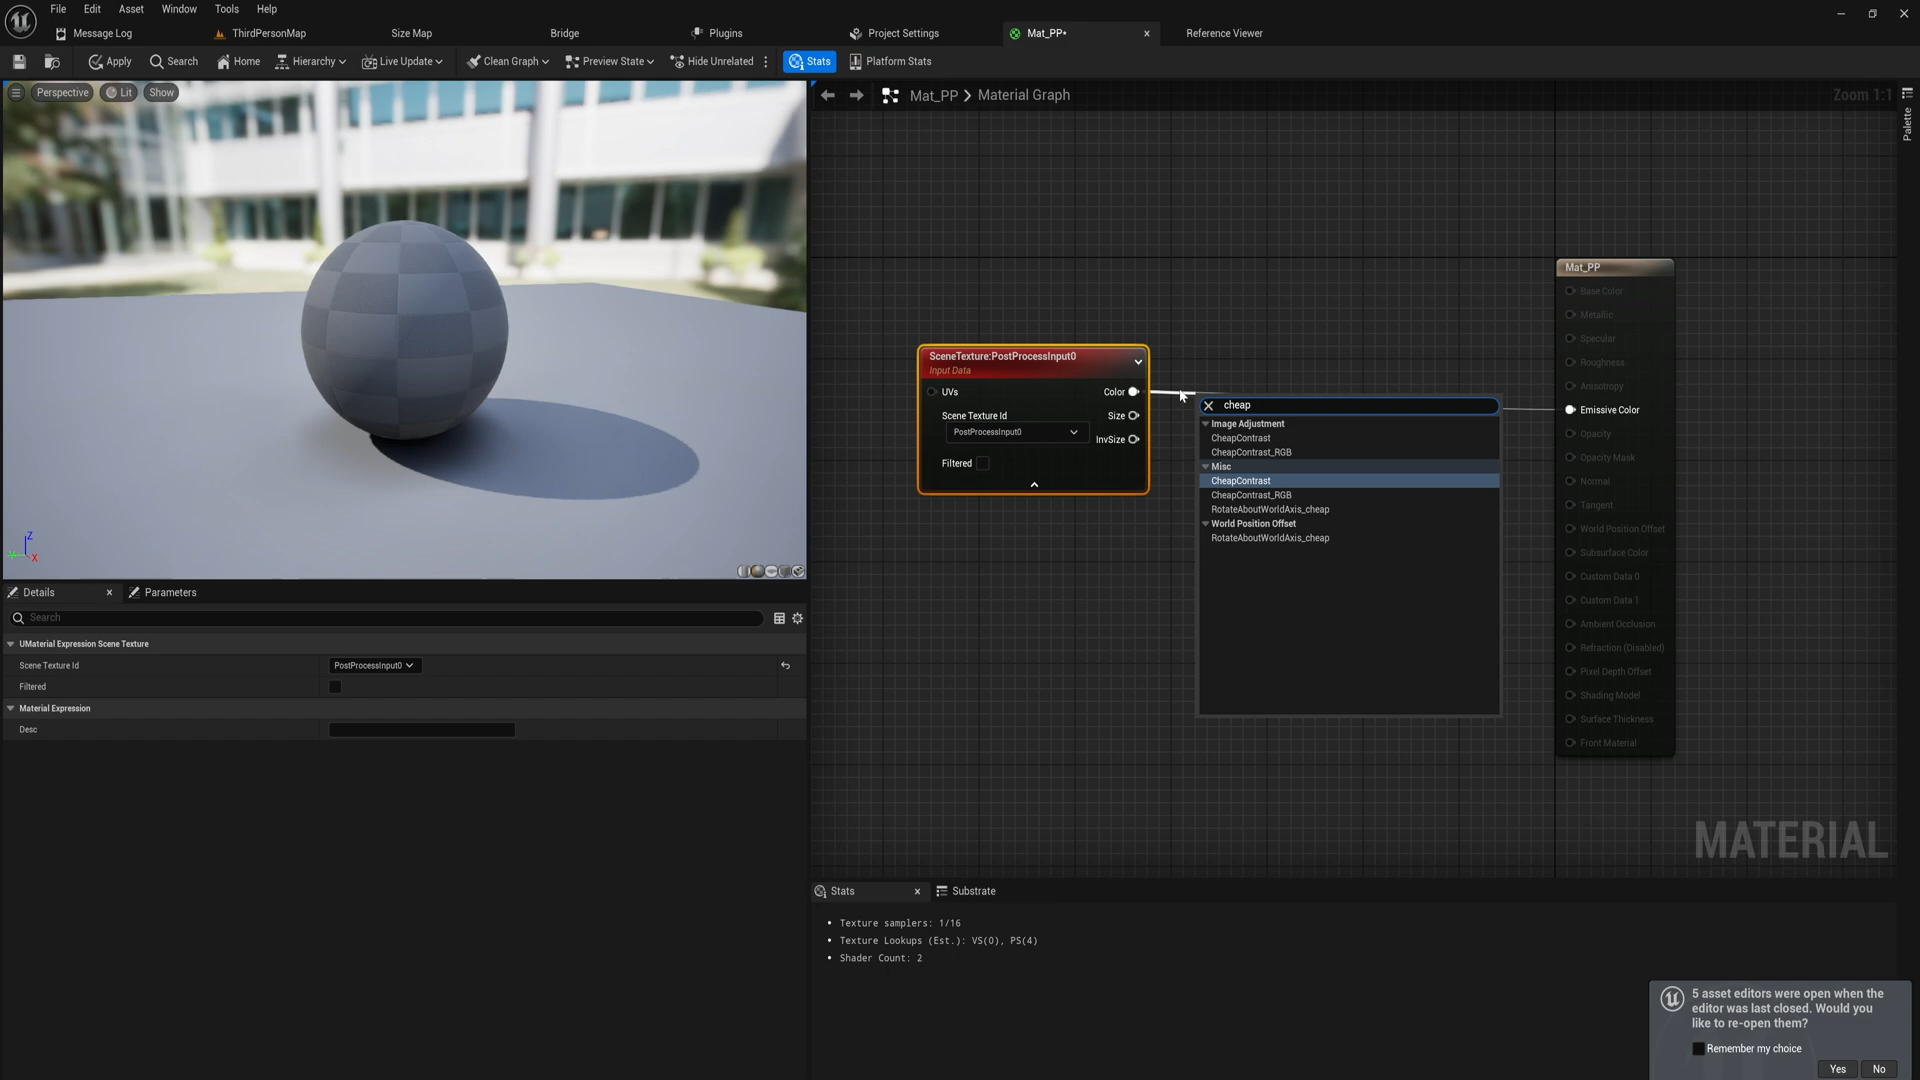 File Edit Asset Window Tools Help
Message Log ThirdPersonMap Size Map Bridge Plugins Project Settings Mat_PP• Reference Viewer
Apply Search Home Hierarchy Live Update Clean Graph Preview State Hide Unrelated Stats Platform Stats
Perspective Lit Show
Mat_PP > Material Graph
Zoom 1:1
Palette
SceneTexture:PostProcessInput0
Input Data
UVs
Color
Scene Texture Id
Size
PostProcessInput0
InvSize
Filtered
cheap
Image Adjustment
CheapContrast
CheapContrast_RGB
Misc
CheapContrast
CheapContrast_RGB
RotateAboutWorldAxis_cheap
World Position Offset
RotateAboutWorldAxis_cheap
Mat_PP
Base Color
Metallic
Specular
Roughness
Anisotropy
Emissive Color
Opacity
Opacity Mask
Normal
Tangent
World Position Offset
Subsurface Color
Custom Data 0
Custom Data 1
Ambient Occlusion
Refraction (Disabled)
Pixel Depth Offset
Shading Model
Surface Thickness
Front Material
MATERIAL
Z
X
Details Parameters
Search
UMaterial Expression Scene Texture
Scene Texture Id PostProcessInput0
Filtered
Material Expression
Desc
Stats Substrate
• Texture samplers: 1/16
• Texture Lookups (Est.): VS(0), PS(4)
• Shader Count: 2
5 asset editors were open when the
editor was last closed. Would you
like to re-open them?
Remember my choice
Yes No